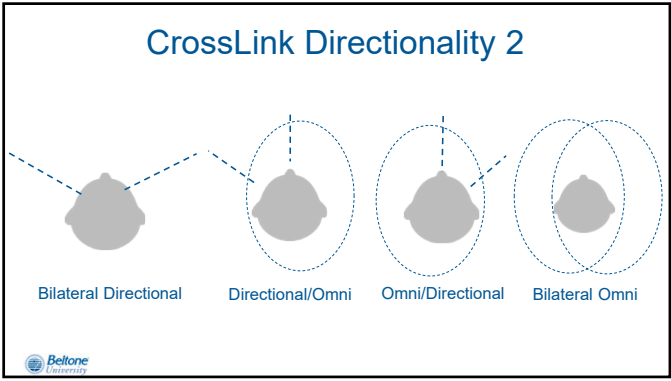 CrossLink Directionality 2
Bilateral Directional
Directional/Omni
Omni/Directional
Bilateral Omni
Beltone
University